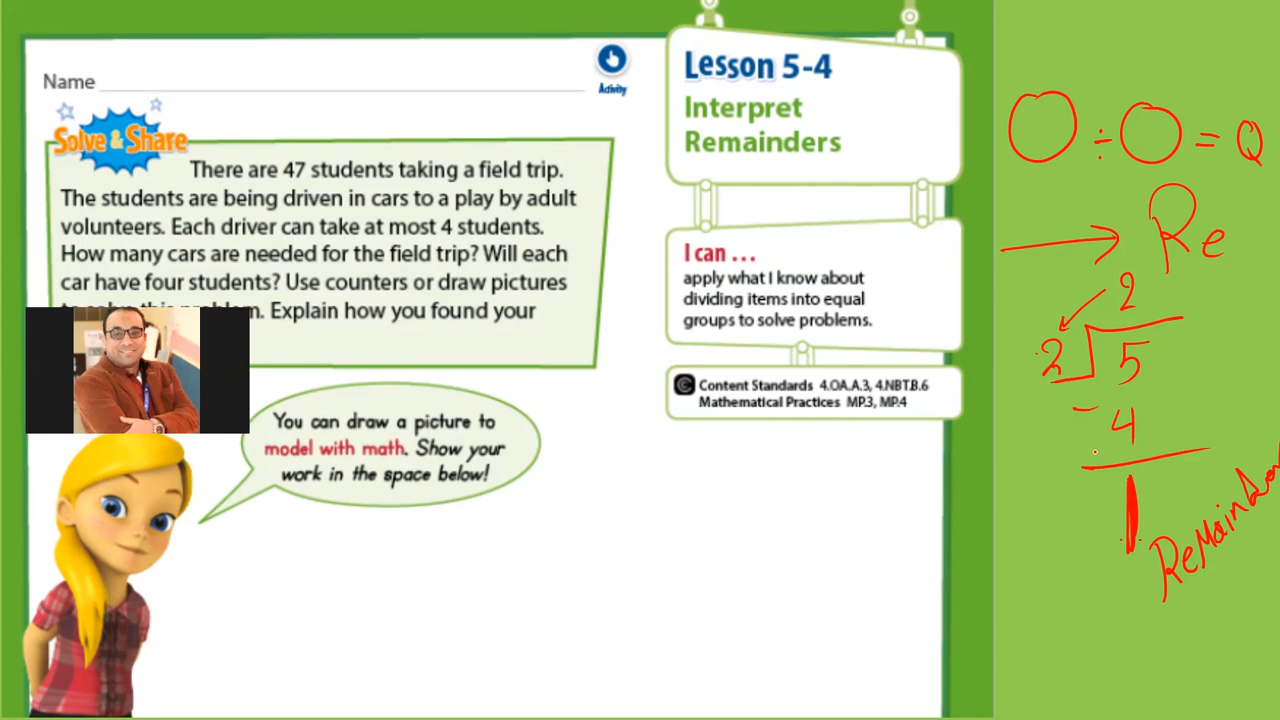 Name
Activity
Solve & Share
There are 47 students taking a field trip.
The students are being driven in cars to a play by adult
volunteers. Each driver can take at most 4 students.
How many cars are needed for the field trip? Will each
car have four students? Use counters or draw pictures
Explain how you found your
You can draw a picture to
model with math. Show your
work in the space below!
Lesson 5-4
Interpret
Remainders
I can …
apply what I know about
dividing items into equal
groups to solve problems.
Content Standards 4.OA.A.3, 4.NBT.B.6
Mathematical Practices MP.3, MP.4
÷ = Q
→ Re
2
2 5
- 4
1